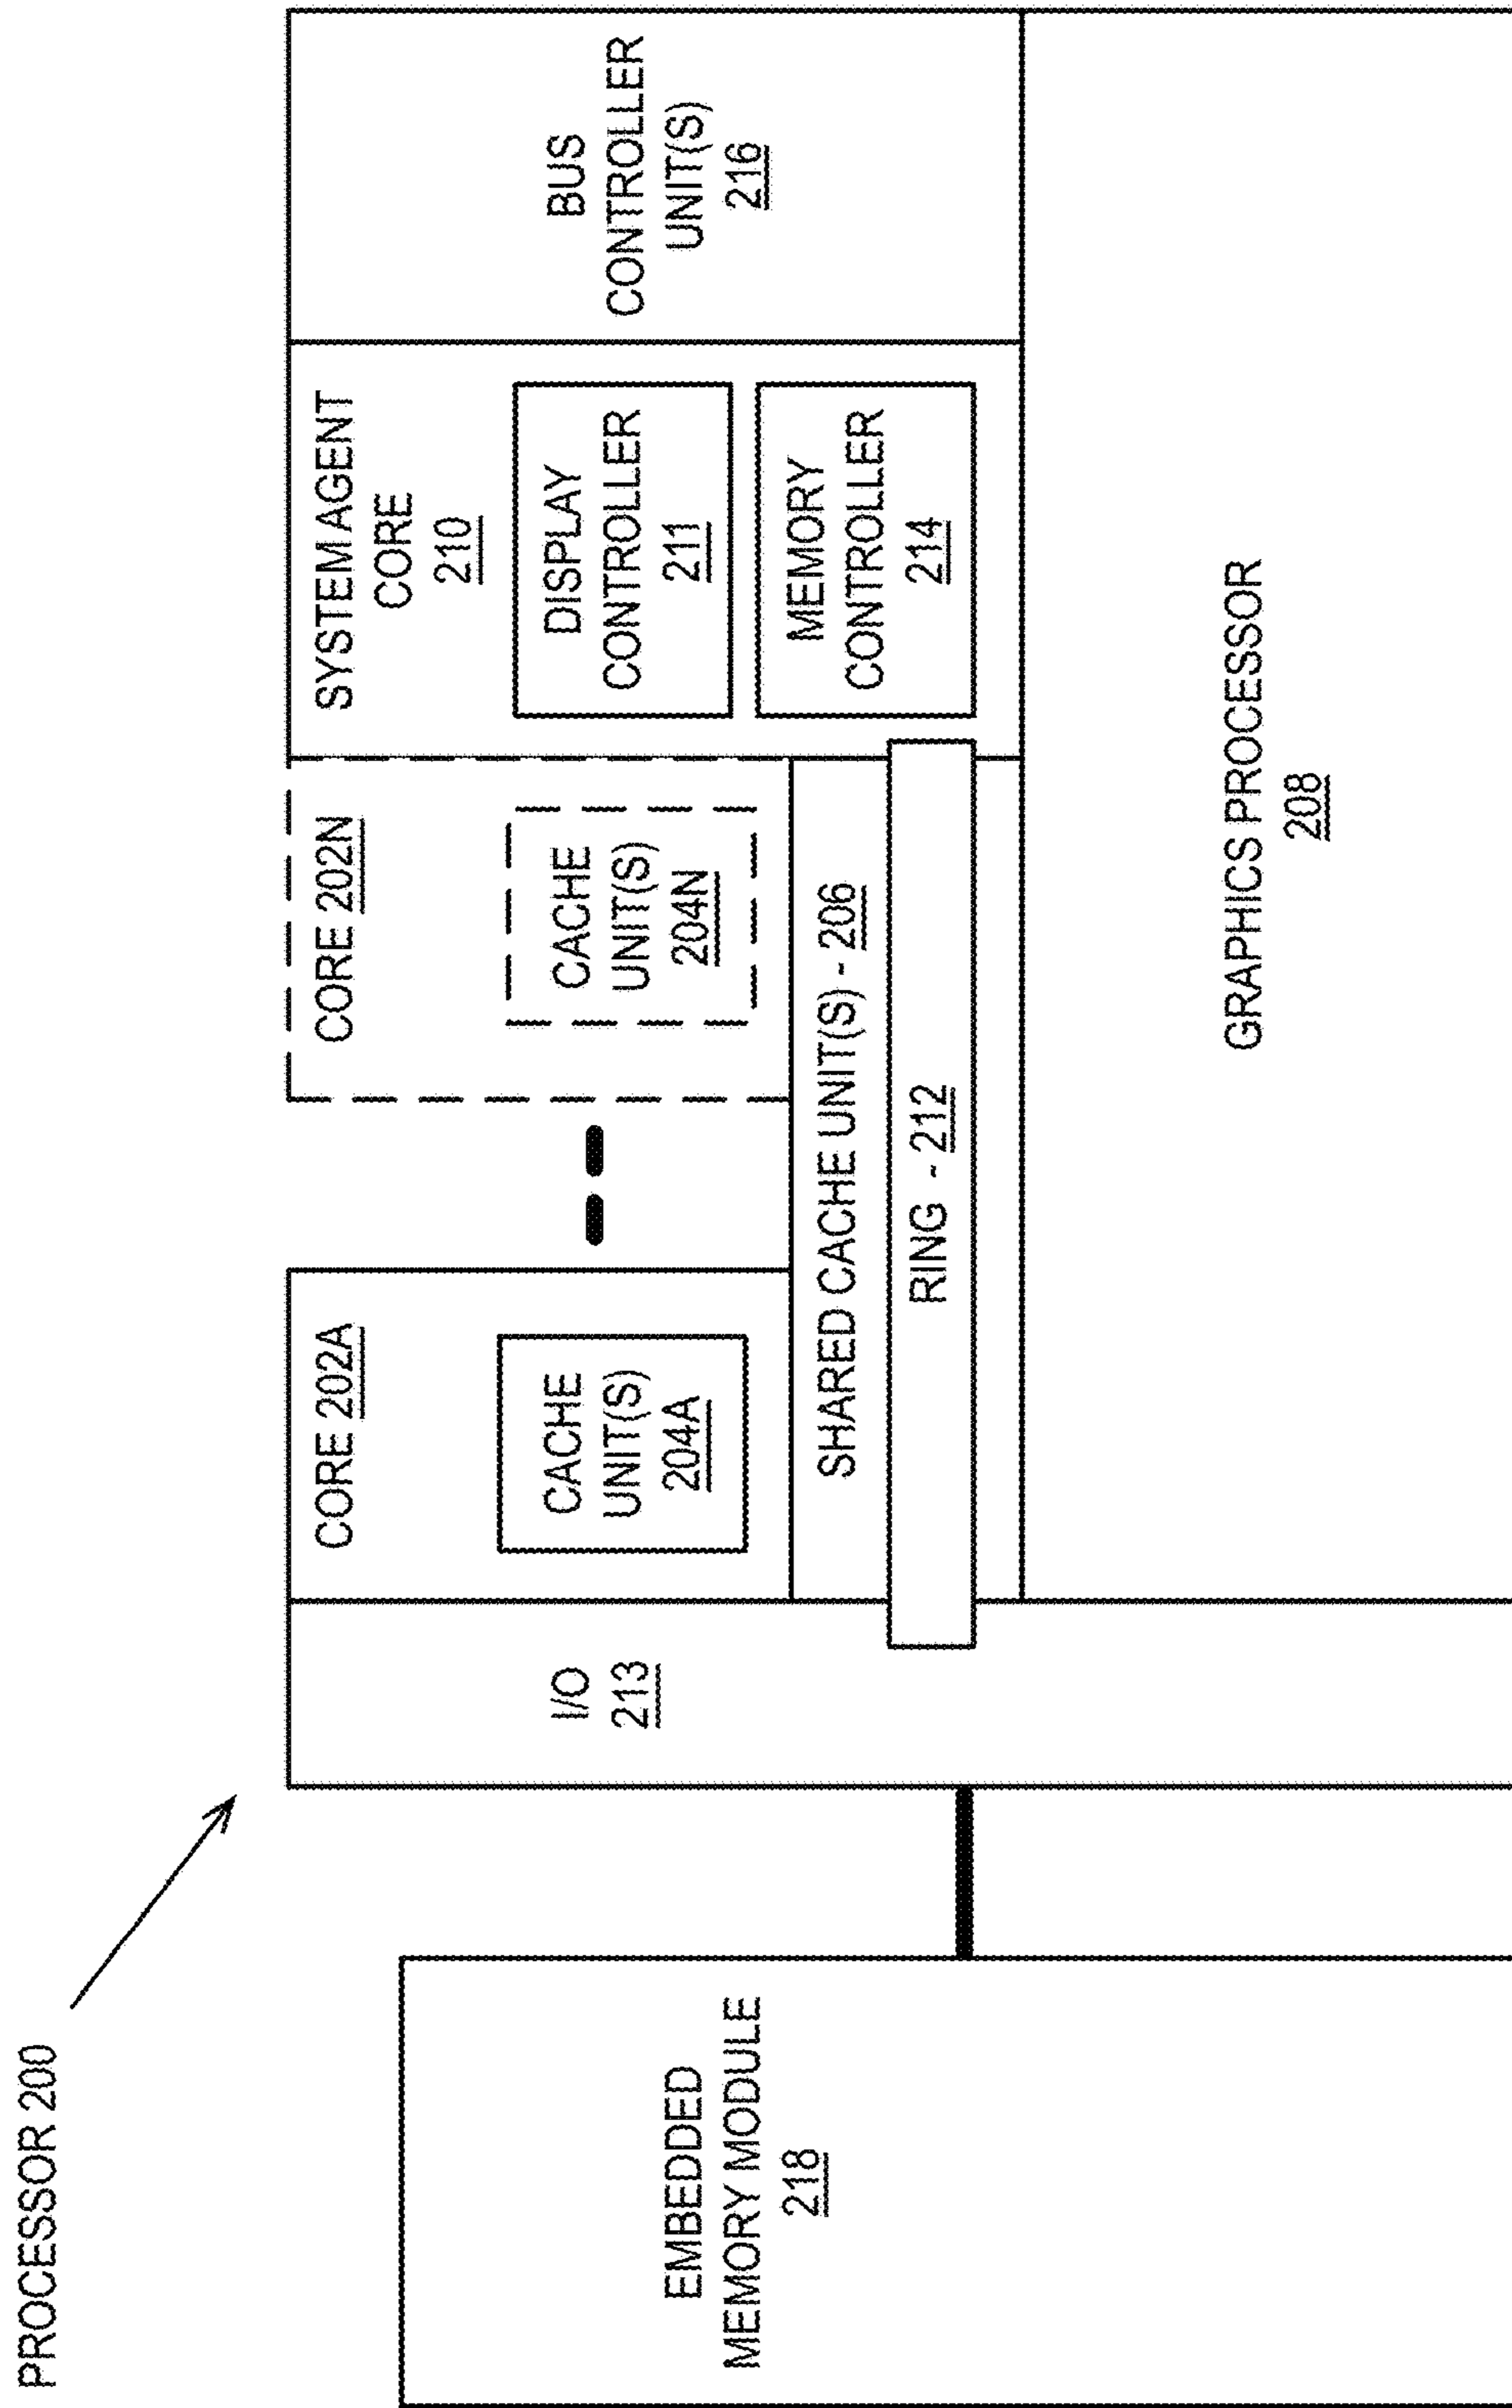 PROCESSOR 200
EMBEDDED
MEMORY MODULE
218
I/O
213
CORE 202A
CACHE
UNIT(S)
204A
CORE 202N
CACHE
UNIT(S)
204N
SHARED CACHE UNIT(S) - 206
RING - 212
SYSTEM AGENT
CORE
210
DISPLAY
CONTROLLER
211
MEMORY
CONTROLLER
214
BUS
CONTROLLER
UNIT(S)
216
GRAPHICS PROCESSOR
208